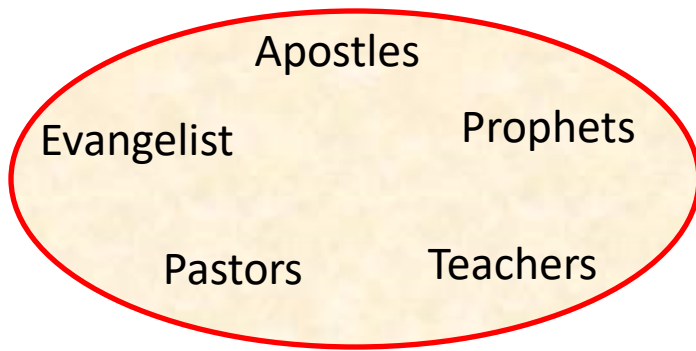 Apostles
Prophets
Evangelist
Pastors
Teachers